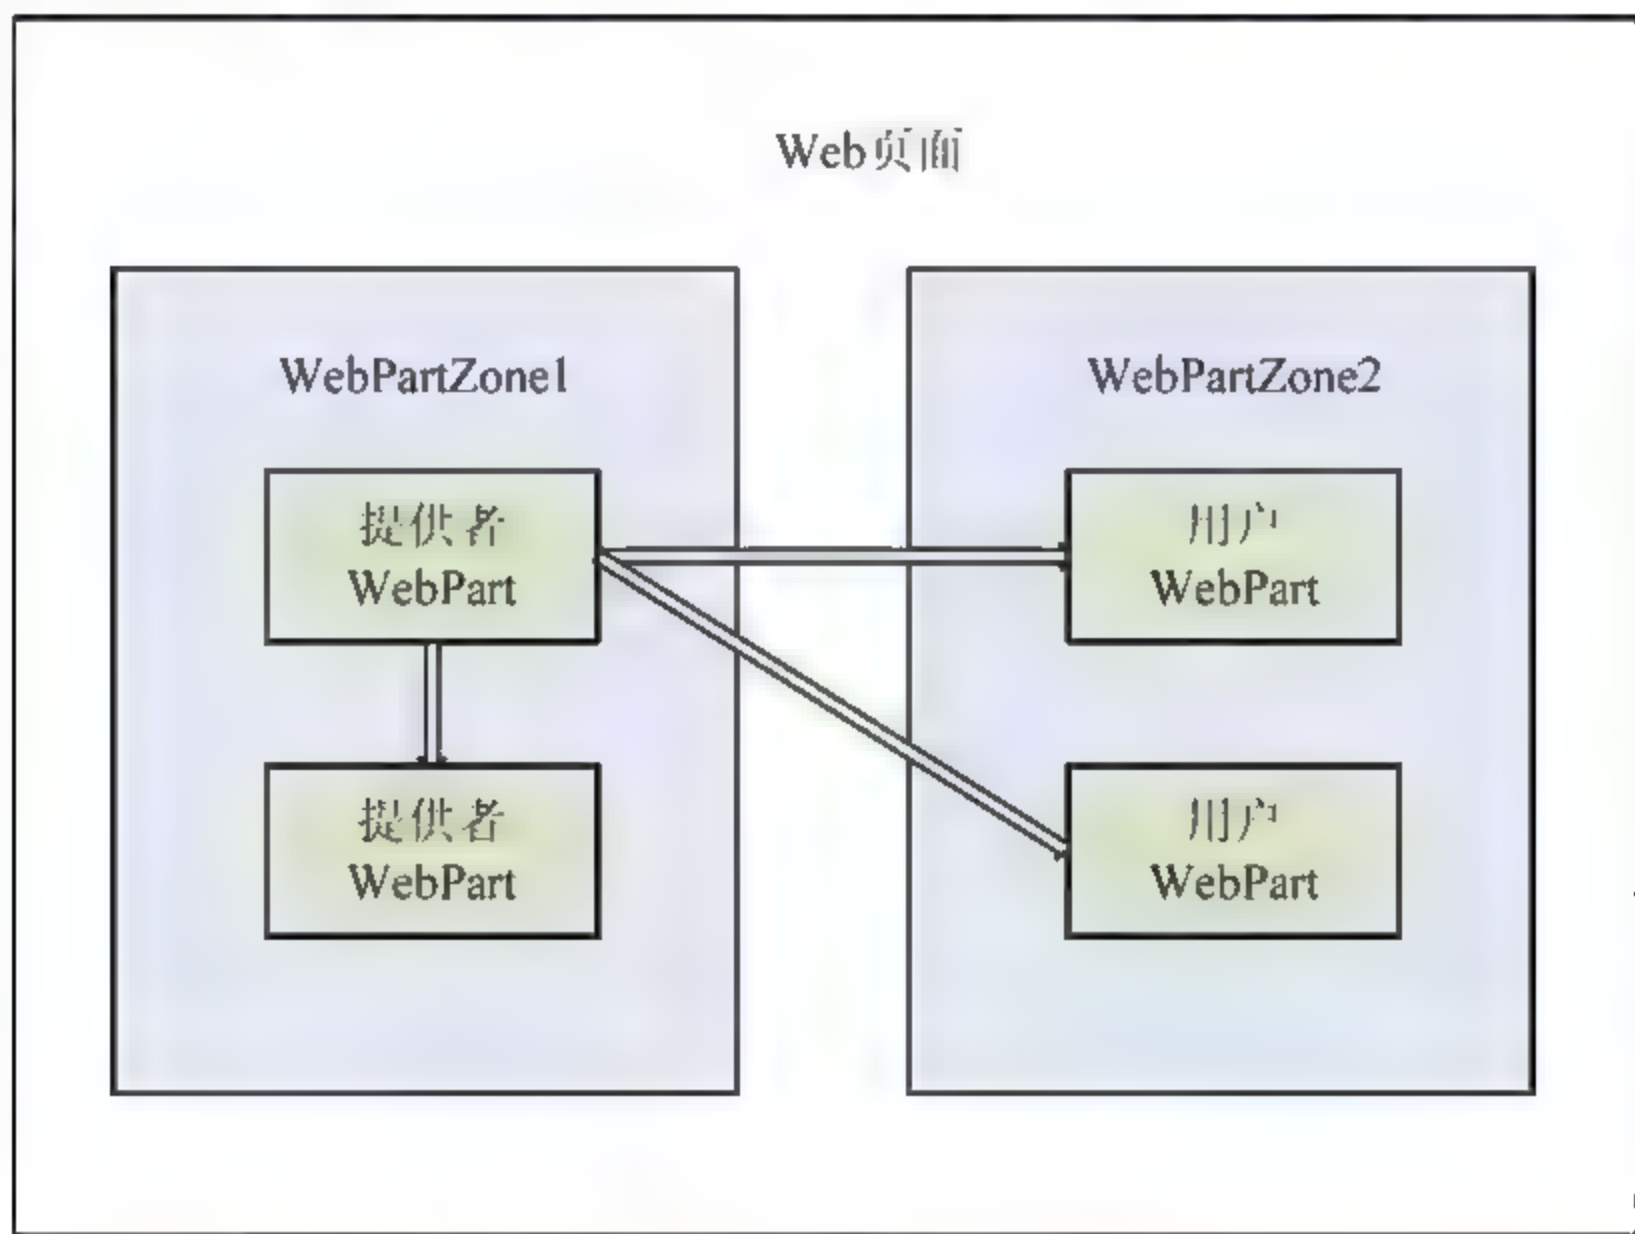 Web页面
WebPartZone1
WebPartZone2
提供者
WebPart
用户
WebPart
提供者
WebPart
用户
WebPart